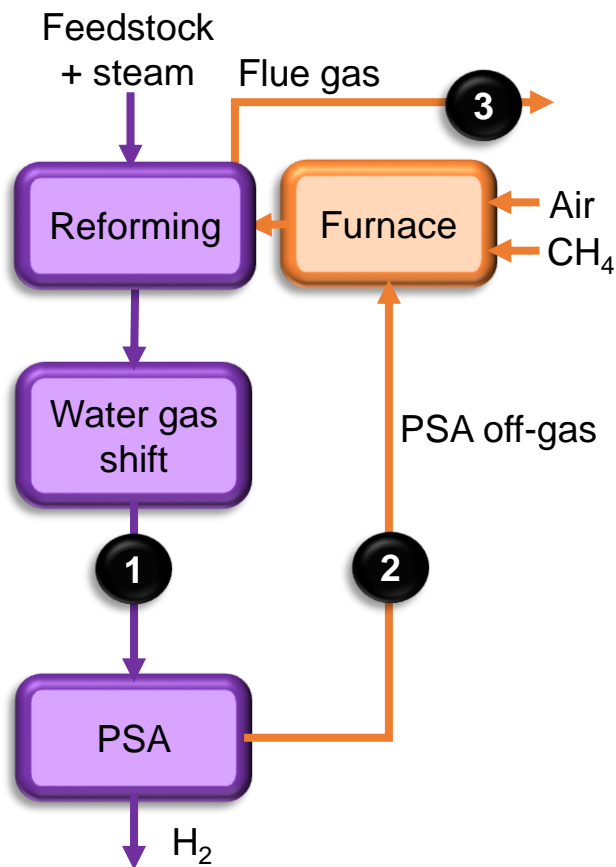 Feedstock
+ steam
Flue gas
3
Reforming
Furnace
Air
CH₄
Water gas
shift
PSA off-gas
1
2
PSA
H₂